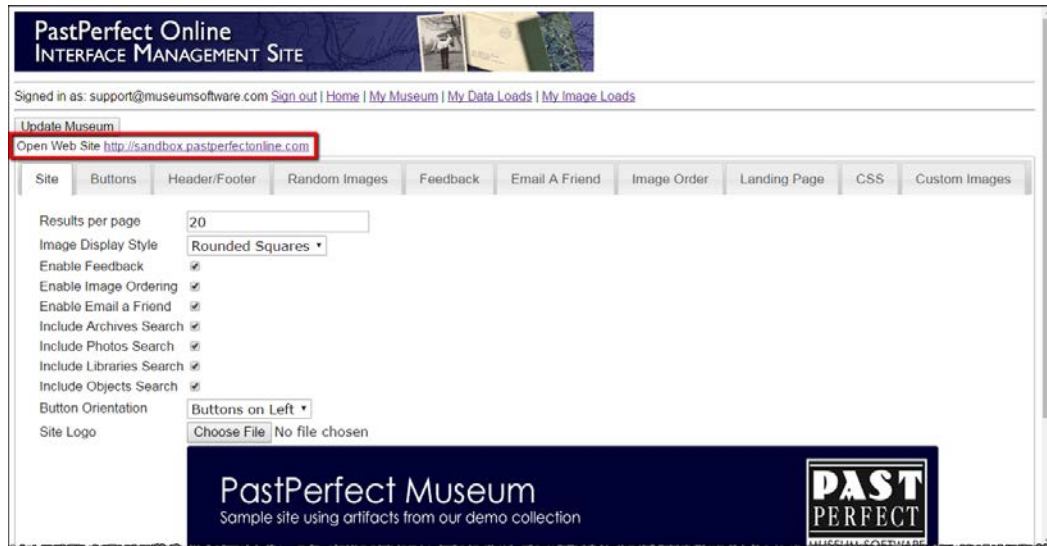 PastPerfect Online
INTERFACE MANAGEMENT SITE
Signed in as: support@museumsoftware.com Sign out | Home | My Museum | My Data Loads | My Image Loads
Update Museum
Open Web Site http://sandbox.pastperfectonline.com
Site Buttons Header/Footer Random Images Feedback Email A Friend Image Order Landing Page CSS Custom Images
Results per page 20
Image Display Style Rounded Squares
Enable Feedback
Enable Image Ordering
Enable Email a Friend
Include Archives Search
Include Photos Search
Include Libraries Search
Include Objects Search
Button Orientation Buttons on Left
Site Logo Choose File No file chosen
PastPerfect Museum
Sample site using artifacts from our demo collection
PAST
PERFECT
MUSEUM SOFTWARE